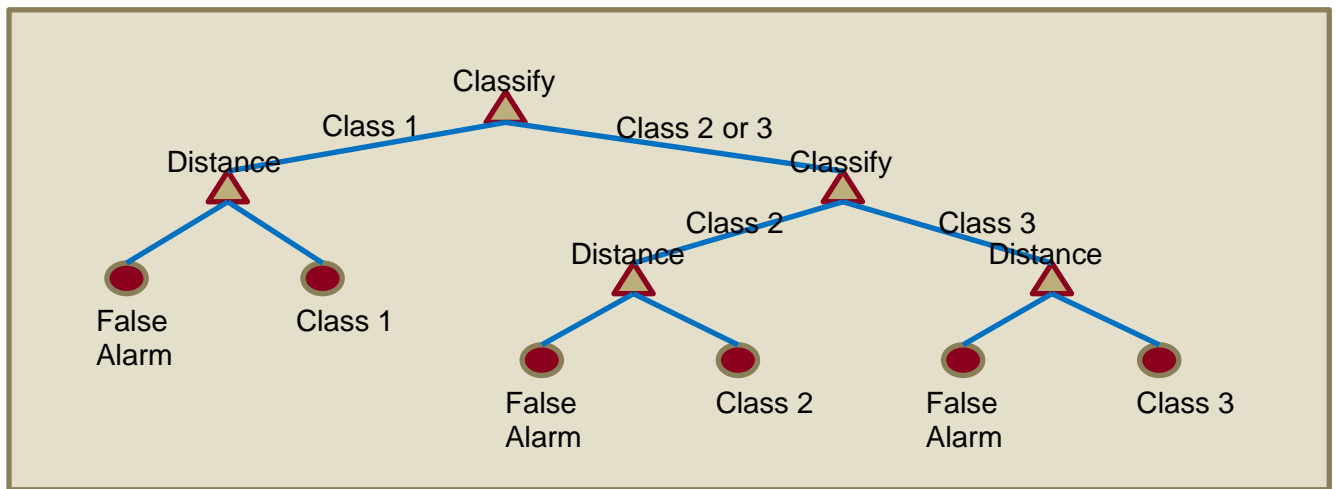 Classify
Class 1
Class 2 or 3
Distance
Classify
Class 2
Class 3
Distance
Distance
False
Alarm
Class 1
False
Alarm
Class 2
False
Alarm
Class 3